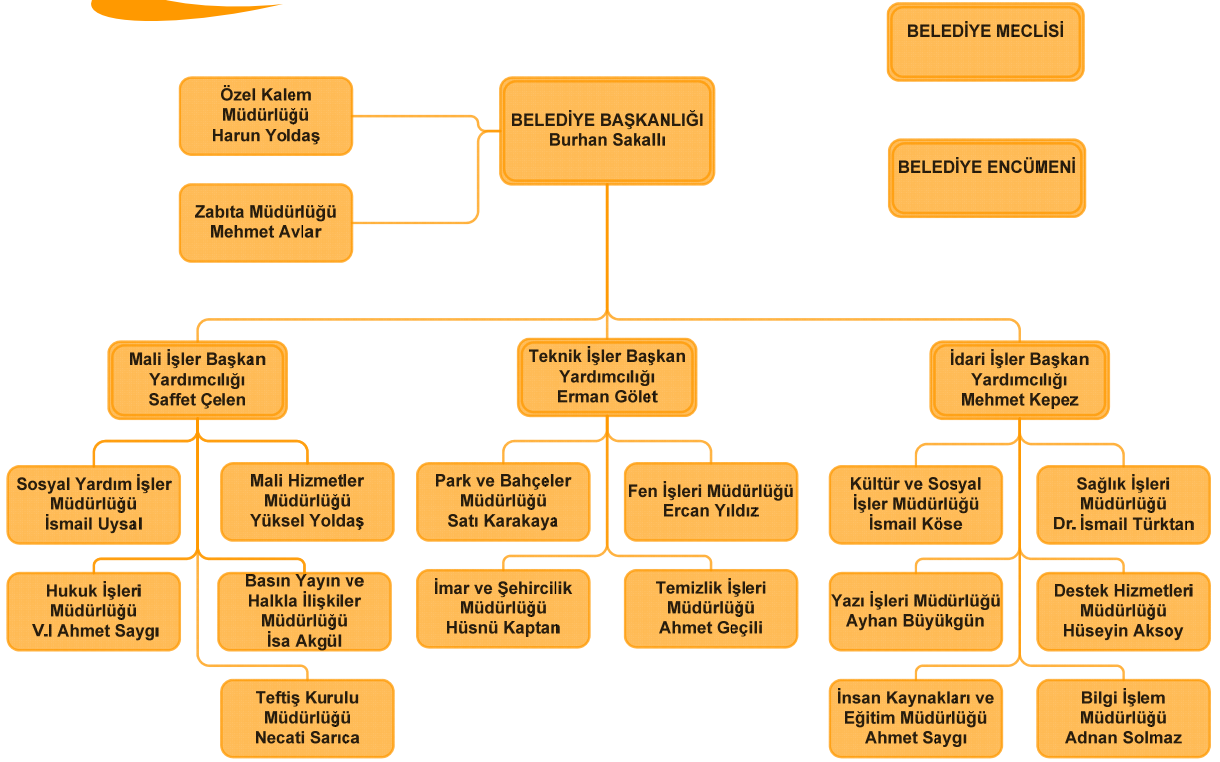 BELEDİYE MECLİSİ
BELEDİYE ENCÜMENİ
BELEDİYE BAŞKANLIĞI
Burhan Sakallı
Özel Kalem
Müdürlüğü
Harun Yoldaş
Zabıta Müdürlüğü
Mehmet Avlar
Mali İşler Başkan
Yardımcılığı
Saffet Çelen
Teknik İşler Başkan
Yardımcılığı
Erman Gölet
İdari İşler Başkan
Yardımcılığı
Mehmet Kepez
Sosyal Yardım İşler
Müdürlüğü
İsmail Uysal
Mali Hizmetler
Müdürlüğü
Yüksel Yoldaş
Hukuk İşleri
Müdürlüğü
V.I Ahmet Saygı
Basın Yayın ve
Halkla İlişkiler
Müdürlüğü
İsa Akgül
Teftiş Kurulu
Müdürlüğü
Necati Sarıca
Park ve Bahçeler
Müdürlüğü
Satı Karakaya
Fen İşleri Müdürlüğü
Ercan Yıldız
İmar ve Şehircilik
Müdürlüğü
Hüsnü Kaptan
Temizlik İşleri
Müdürlüğü
Ahmet Geçili
Kültür ve Sosyal
İşler Müdürlüğü
İsmail Köse
Sağlık İşleri
Müdürlüğü
Dr. İsmail Türktan
Yazı İşleri Müdürlüğü
Ayhan Büyükgün
Destek Hizmetleri
Müdürlüğü
Hüseyin Aksoy
İnsan Kaynakları ve
Eğitim Müdürlüğü
Ahmet Saygı
Bilgi İşlem
Müdürlüğü
Adnan Solmaz